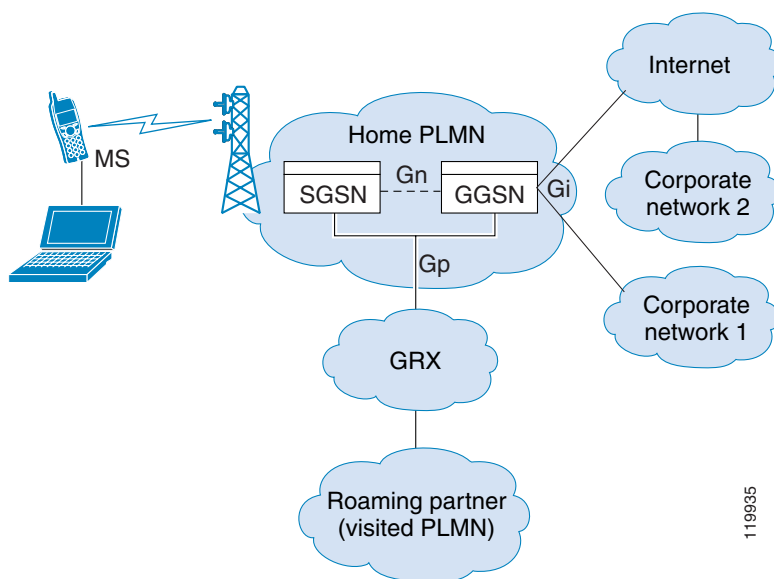 Internet
MS
Home PLMN
SGSN
Gn
GGSN
Gi
Corporate
network 2
Gp
Corporate
network 1
GRX
Roaming partner
(visited PLMN)
119935